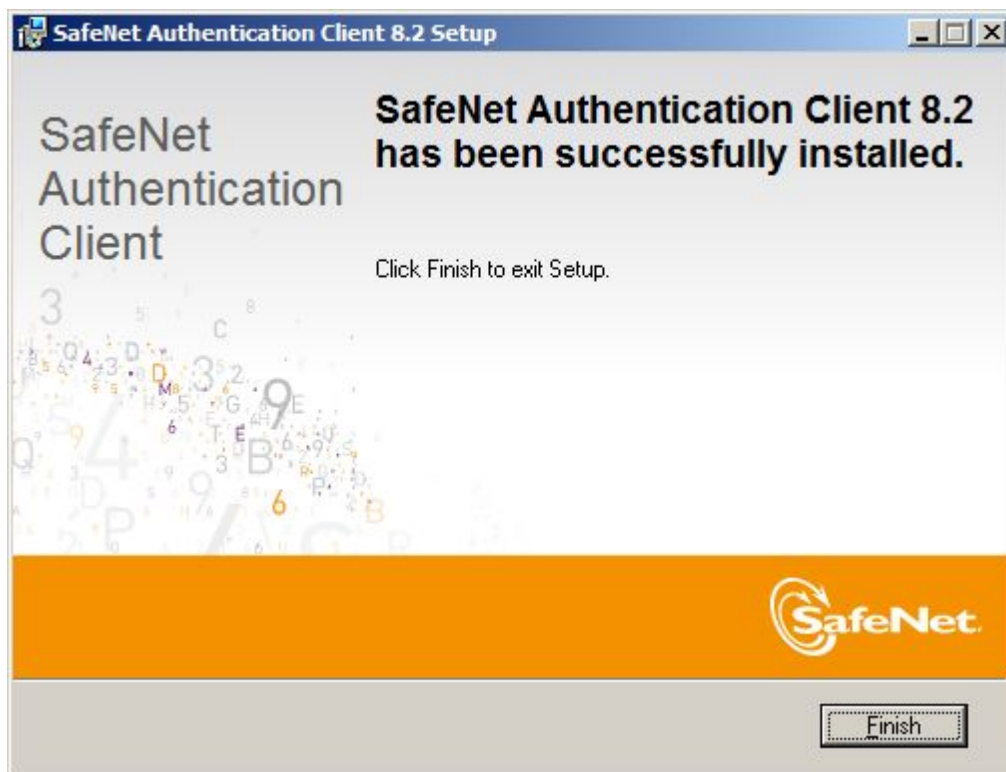 SafeNet Authentication Client 8.2 Setup
SafeNet
Authentication
Client
SafeNet Authentication Client 8.2
has been successfully installed.
Click Finish to exit Setup.
SafeNet.
Finish